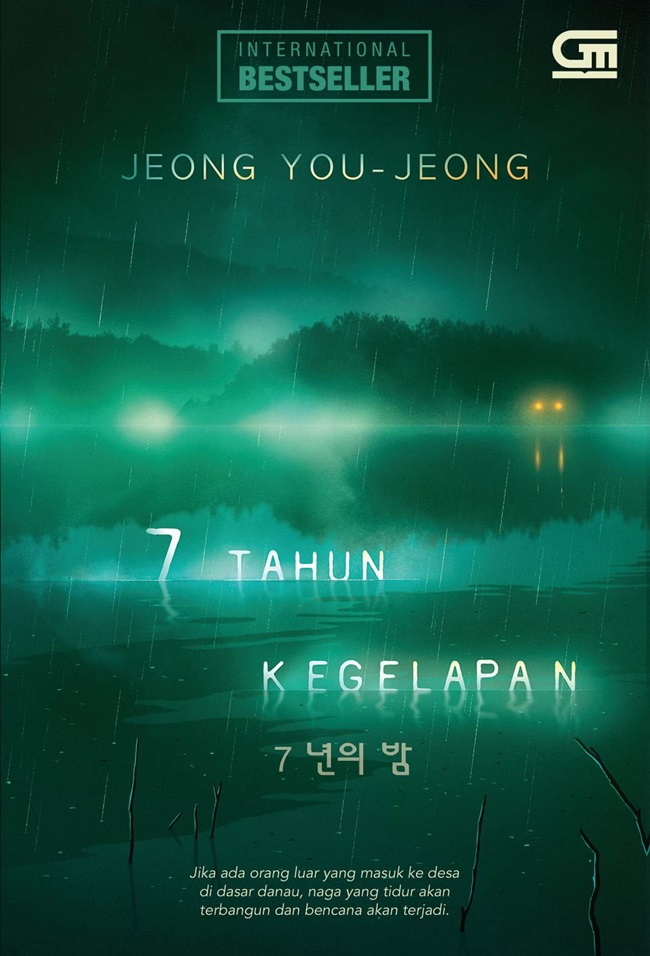 INTERNATIONAL
BESTSELLER
GM
JEONG YOU-JEONG
7 TAHUN
KEGELAPAN
7 년의 밤
Jika ada orang luar yang masuk ke desa
di dasar danau, naga yang tidur akan
terbangun dan bencana akan terjadi.